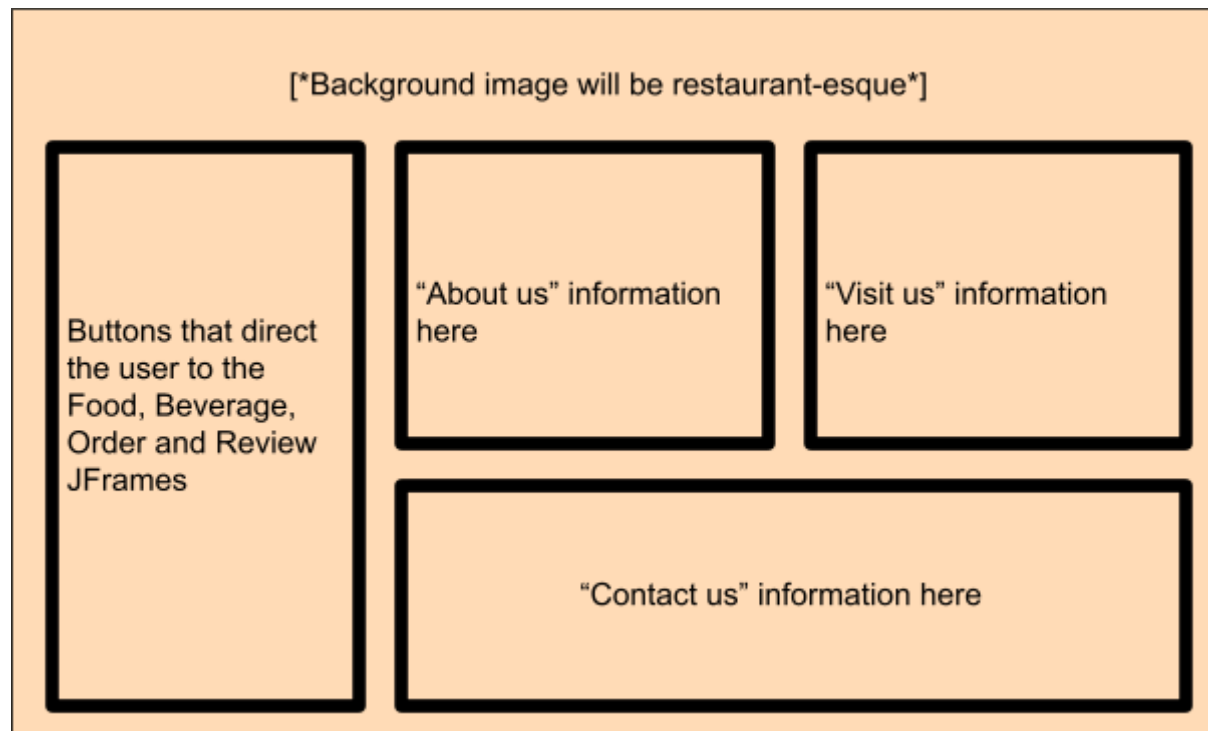 [*Background image will be restaurant-esque*]
Buttons that direct
the user to the
Food, Beverage,
Order and Review
JFrames
“About us” information
here
“Visit us” information
here
“Contact us” information here